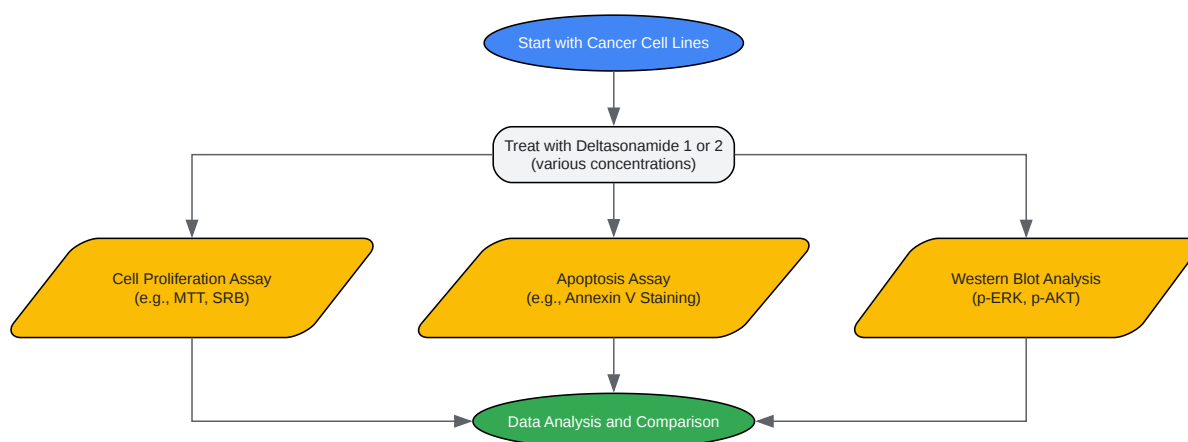 Start with Cancer Cell Lines
Treat with Deltasonamide 1 or 2
(various concentrations)
Cell Proliferation Assay
(e.g., MTT, SRB)
Apoptosis Assay
(e.g., Annexin V Staining)
Western Blot Analysis
(p-ERK, p-AKT)
Data Analysis and Comparison